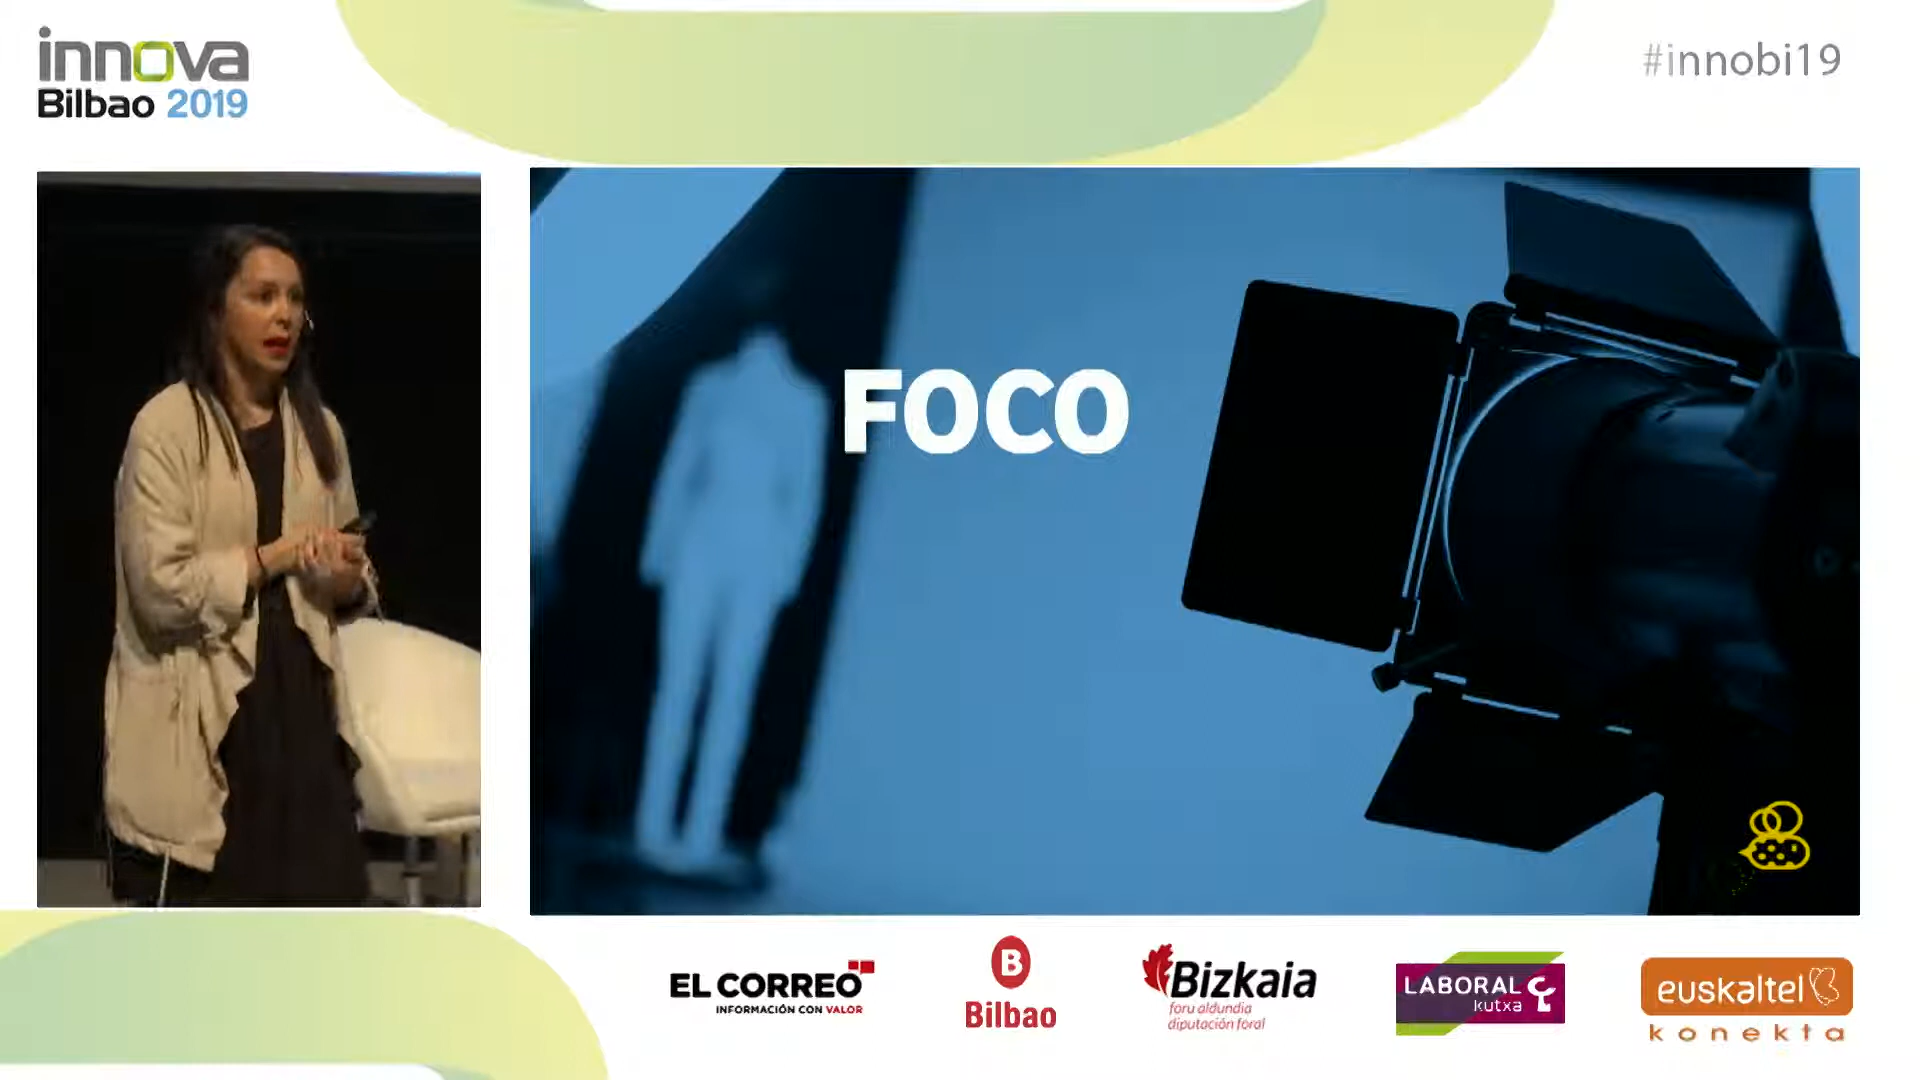 innova
Bilbao 2019
#innobi19
FOCO
EL CORREO
INFORMACIÓN CON VALOR
B
Bilbao
Bizkaia
foru aldundia
diputación foral
LABORAL
kutxa
euskaltel
konekta